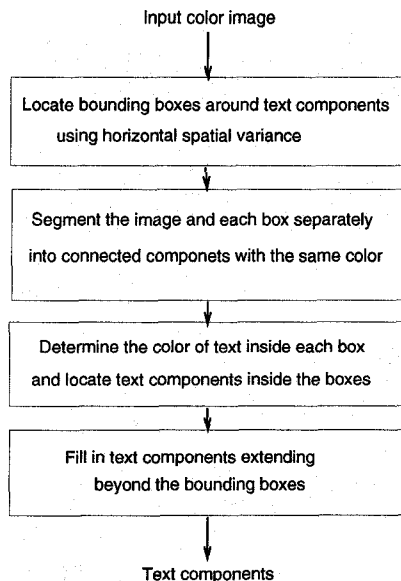 Input color image
Locate bounding boxes around text components
using horizontal spatial variance
Segment the image and each box separately
into connected componets with the same color
Determine the color of text inside each box
and locate text components inside the boxes
Fill in text components extending
beyond the bounding boxes
Text components